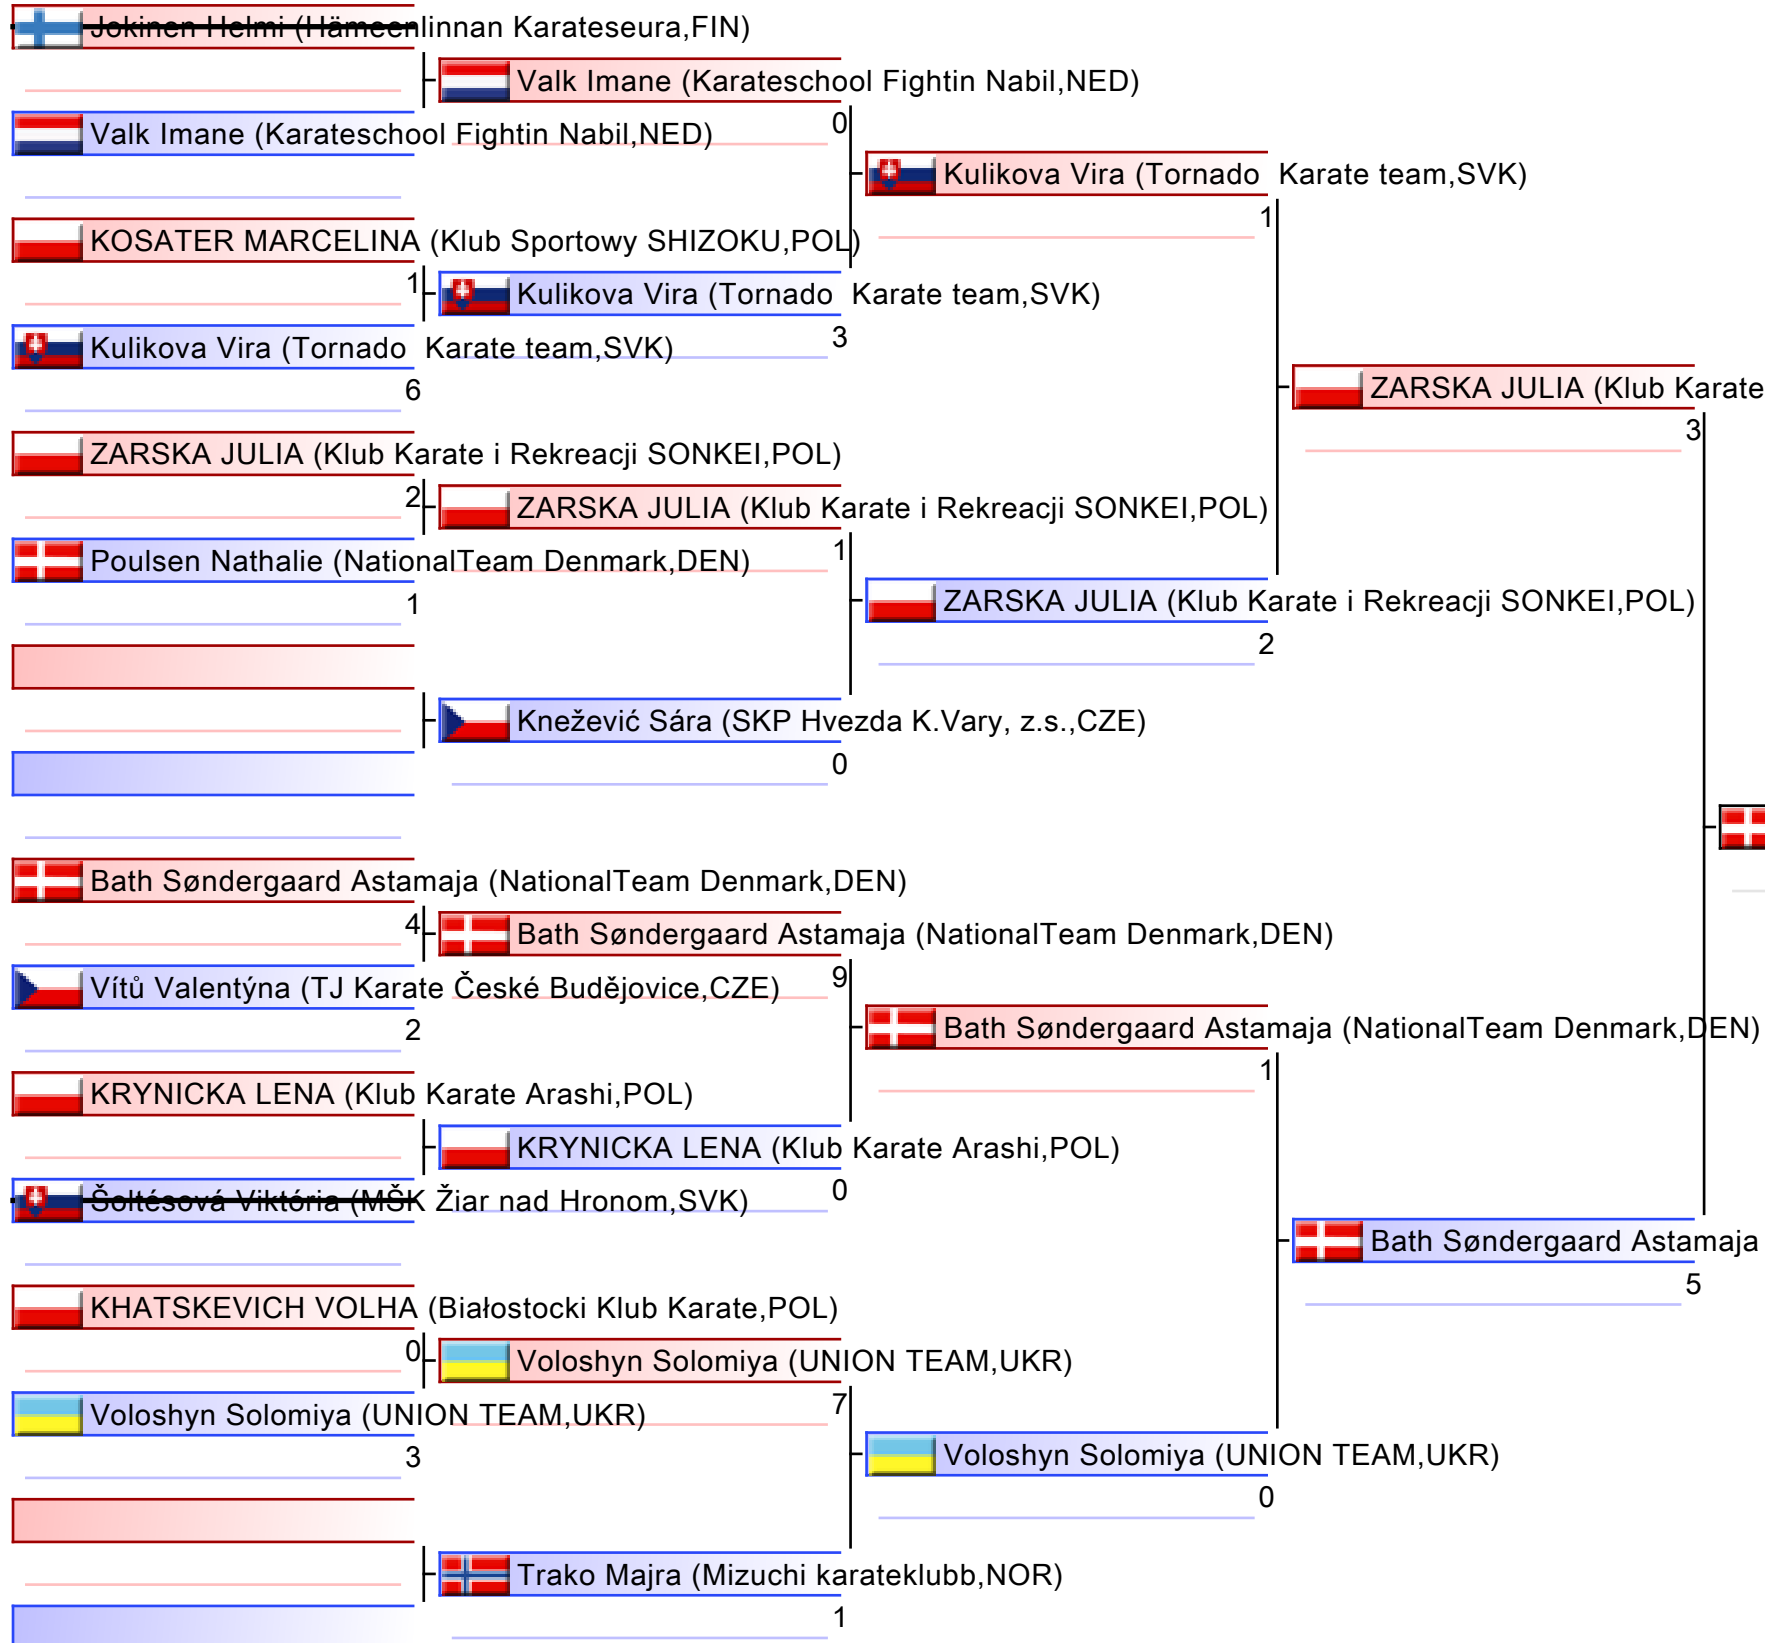 Jokinen Helmi (Hämeenlinnan Karateseura,FIN)
Valk Imane (Karateschool Fightin Nabil,NED)
0
Valk Imane (Karateschool Fightin Nabil,NED)
Kulikova Vira (Tornado  Karate team,SVK)
1
KOSATER MARCELINA (Klub Sportowy SHIZOKU,POL)
1
Kulikova Vira (Tornado  Karate team,SVK)
3
Kulikova Vira (Tornado  Karate team,SVK)
6
ZARSKA JULIA (Klub Karate
3
ZARSKA JULIA (Klub Karate i Rekreacji SONKEI,POL)
2
ZARSKA JULIA (Klub Karate i Rekreacji SONKEI,POL)
1
Poulsen Nathalie (NationalTeam Denmark,DEN)
1
ZARSKA JULIA (Klub Karate i Rekreacji SONKEI,POL)
2
Knežević Sára (SKP Hvezda K.Vary, z.s.,CZE)
0
Bath Søndergaard Astamaja (NationalTeam Denmark,DEN)
4
Bath Søndergaard Astamaja (NationalTeam Denmark,DEN)
9
Vítů Valentýna (TJ Karate České Budějovice,CZE)
2
Bath Søndergaard Astamaja (NationalTeam Denmark,DEN)
1
KRYNICKA LENA (Klub Karate Arashi,POL)
KRYNICKA LENA (Klub Karate Arashi,POL)
0
Šoltésová Viktória (MŠK Žiar nad Hronom,SVK)
Bath Søndergaard Astamaja
5
KHATSKEVICH VOLHA (Białostocki Klub Karate,POL)
0
Voloshyn Solomiya (UNION TEAM,UKR)
7
Voloshyn Solomiya (UNION TEAM,UKR)
3
Voloshyn Solomiya (UNION TEAM,UKR)
0
Trako Majra (Mizuchi karateklubb,NOR)
1